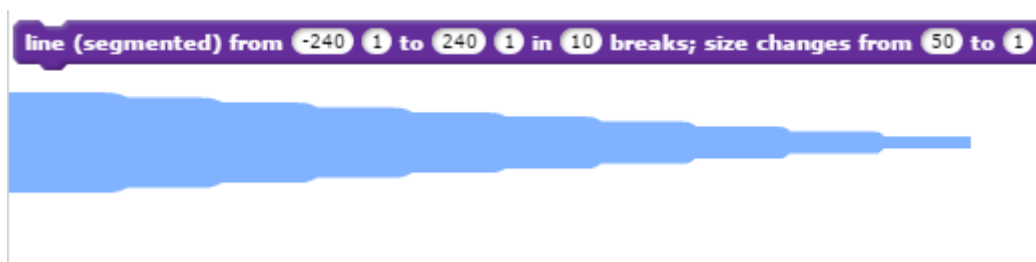 line (segmented) from -240 1 to 240 1 in 10 breaks; size changes from 50 to 1